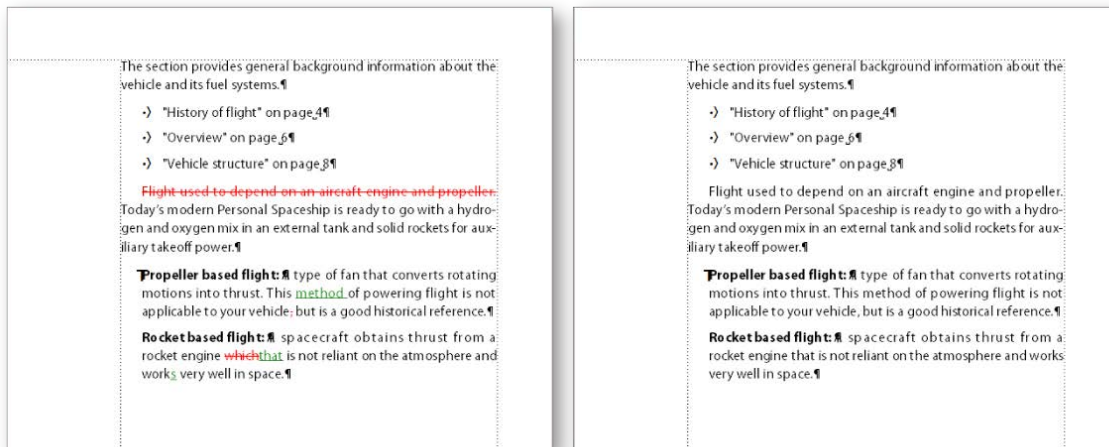 The section provides general background information about the
vehicle and its fuel systems.¶
•⟩ "History of flight" on page 4¶
•⟩ "Overview" on page 6¶
•⟩ "Vehicle structure" on page 8¶
Flight used to depend on an aircraft engine and propeller.
Today's modern Personal Spaceship is ready to go with a hydro-
gen and oxygen mix in an external tank and solid rockets for aux-
iliary takeoff power.¶
Propeller based flight:¶ type of fan that converts rotating
motions into thrust. This method of powering flight is not
applicable to your vehicle, but is a good historical reference.¶
Rocket based flight:¶ spacecraft obtains thrust from a
rocket engine whichthat is not reliant on the atmosphere and
works very well in space.¶
The section provides general background information about the
vehicle and its fuel systems.¶
•⟩ "History of flight" on page 4¶
•⟩ "Overview" on page 6¶
•⟩ "Vehicle structure" on page 8¶
Flight used to depend on an aircraft engine and propeller.
Today's modern Personal Spaceship is ready to go with a hydro-
gen and oxygen mix in an external tank and solid rockets for aux-
iliary takeoff power.¶
Propeller based flight:¶ type of fan that converts rotating
motions into thrust. This method of powering flight is not
applicable to your vehicle, but is a good historical reference.¶
Rocket based flight:¶ spacecraft obtains thrust from a
rocket engine that is not reliant on the atmosphere and works
very well in space.¶